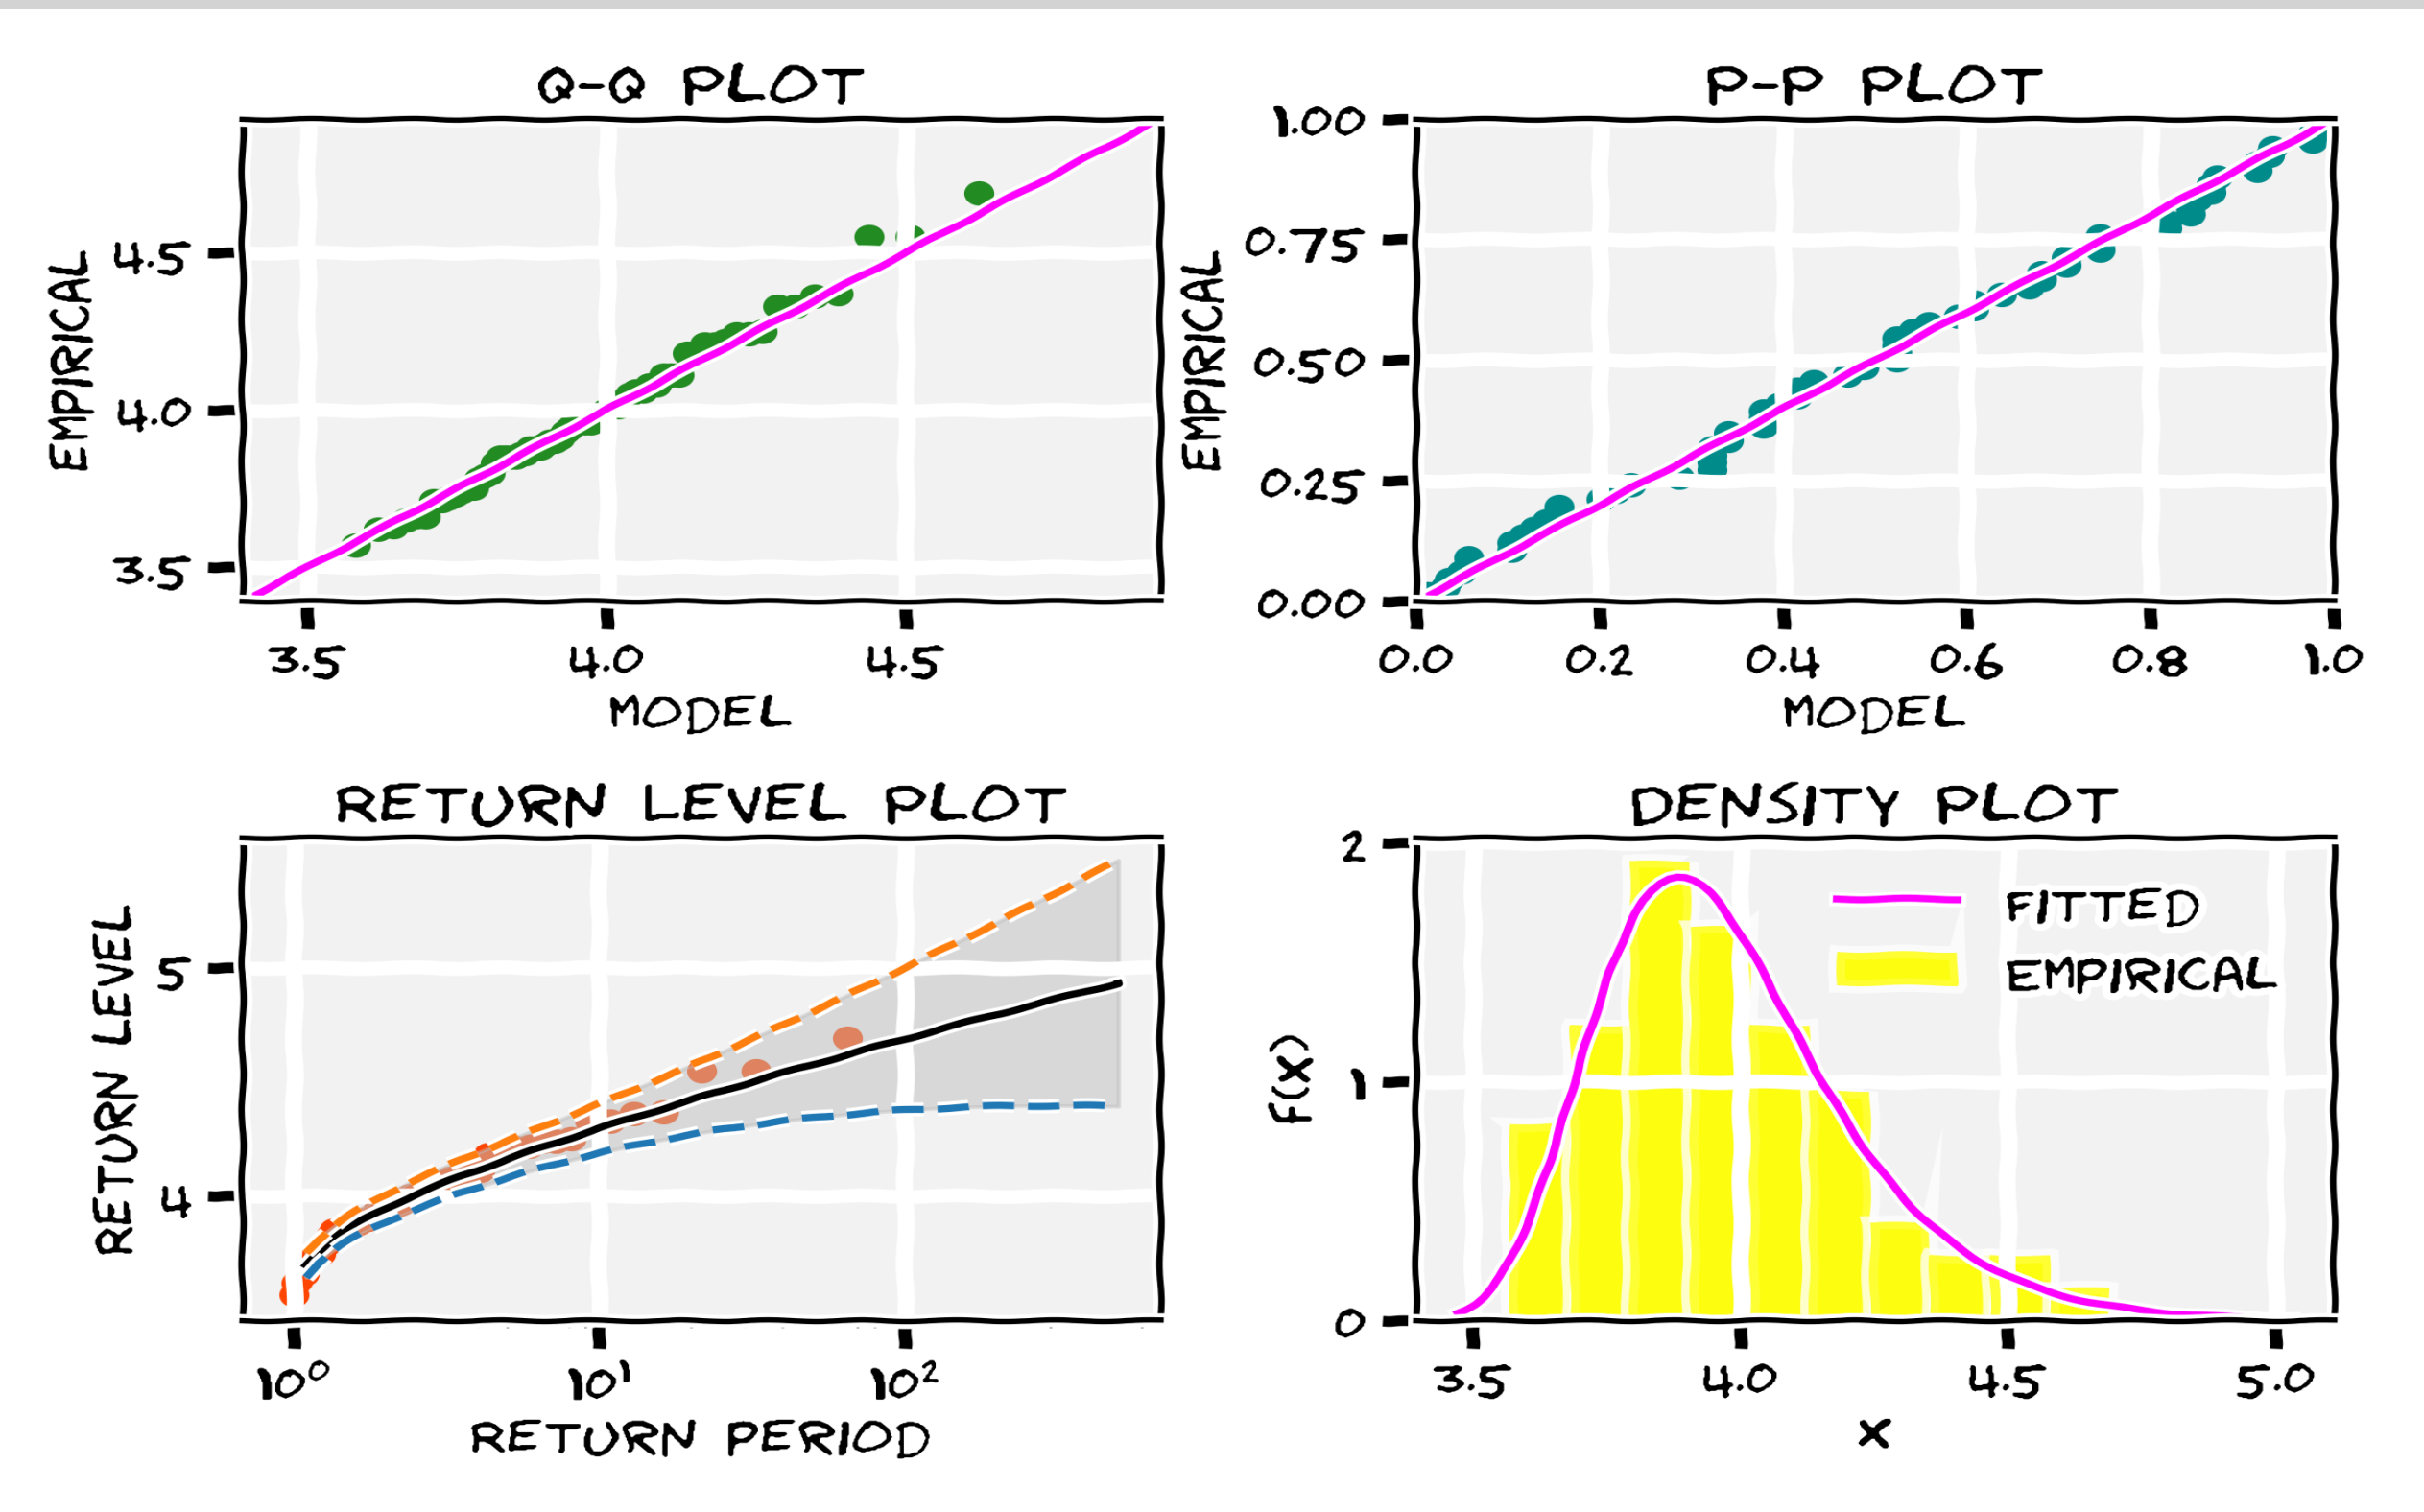 Q-Q PLOT
EMPIRICAL
4.5
4.0
3.5
3.5 4.0 4.5
MODEL
P-P PLOT
EMPIRICAL
1.00
0.75
0.50
0.25
0.00
0.0 0.2 0.4 0.6 0.8 1.0
MODEL
RETURN LEVEL PLOT
RETURN LEVEL
5
4
10⁰ 10¹ 10²
RETURN PERIOD
DENSITY PLOT
F(X)
2
1
0
FITTED
EMPIRICAL
3.5 4.0 4.5 5.0
X